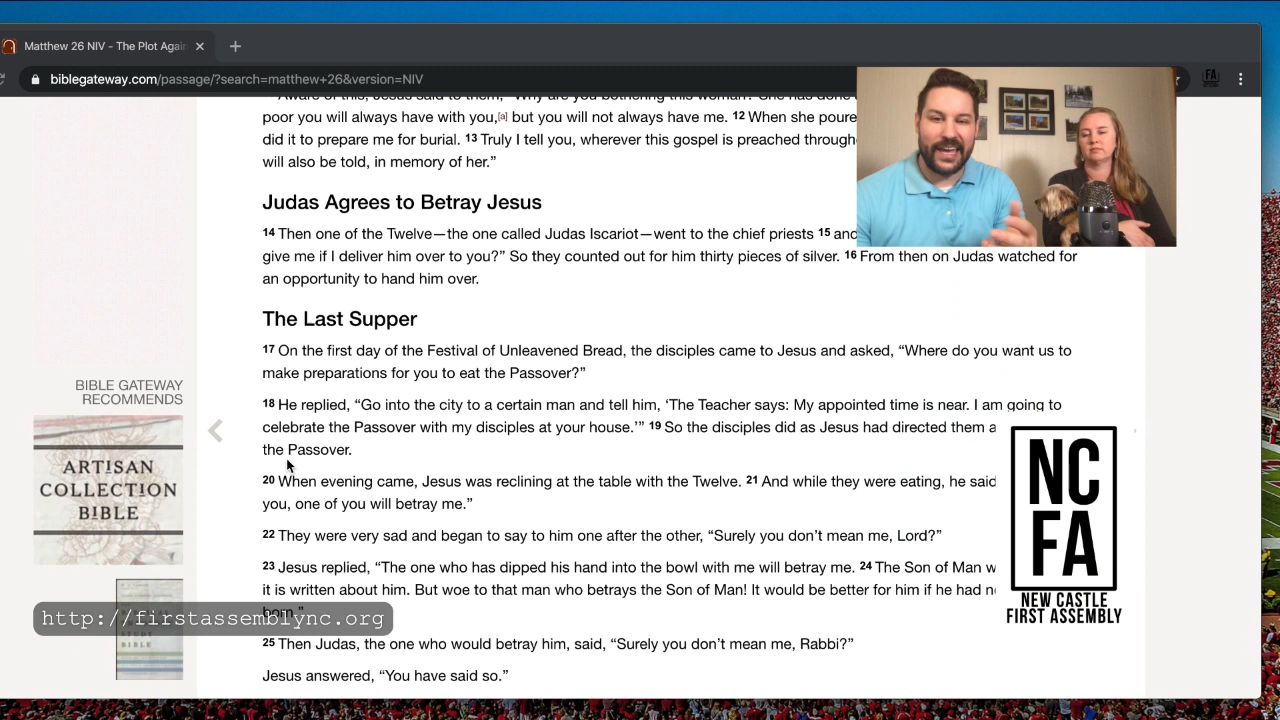 Matthew 26 NIV - The Plot Agai
biblegateway.com/passage/?search=matthew+26&version=NIV
FA
Aware of this, Jesus said to them, “Why are you bothering this woman? She has done
poor you will always have with you,[a] but you will not always have me. 12 When she poure
did it to prepare me for burial. 13 Truly I tell you, wherever this gospel is preached through
will also be told, in memory of her.”
Judas Agrees to Betray Jesus
14 Then one of the Twelve—the one called Judas Iscariot—went to the chief priests 15 and
give me if I deliver him over to you?” So they counted out for him thirty pieces of silver. 16 From then on Judas watched for
an opportunity to hand him over.
The Last Supper
17 On the first day of the Festival of Unleavened Bread, the disciples came to Jesus and asked, “Where do you want us to
make preparations for you to eat the Passover?”
18 He replied, “Go into the city to a certain man and tell him, ‘The Teacher says: My appointed time is near. I am going to
celebrate the Passover with my disciples at your house.’” 19 So the disciples did as Jesus had directed them a
the Passover.
20 When evening came, Jesus was reclining at the table with the Twelve. 21 And while they were eating, he said
you, one of you will betray me.”
22 They were very sad and began to say to him one after the other, “Surely you don’t mean me, Lord?”
23 Jesus replied, “The one who has dipped his hand into the bowl with me will betray me. 24 The Son of Man w
it is written about him. But woe to that man who betrays the Son of Man! It would be better for him if he had n
born.”
25 Then Judas, the one who would betray him, said, “Surely you don’t mean me, Rabbi?”
Jesus answered, “You have said so.”
BIBLE GATEWAY
RECOMMENDS
ARTISAN
COLLECTION
BIBLE
http://firstassemblync.org
STUDY
BIBLE
NC
FA
NEW CASTLE
FIRST ASSEMBLY